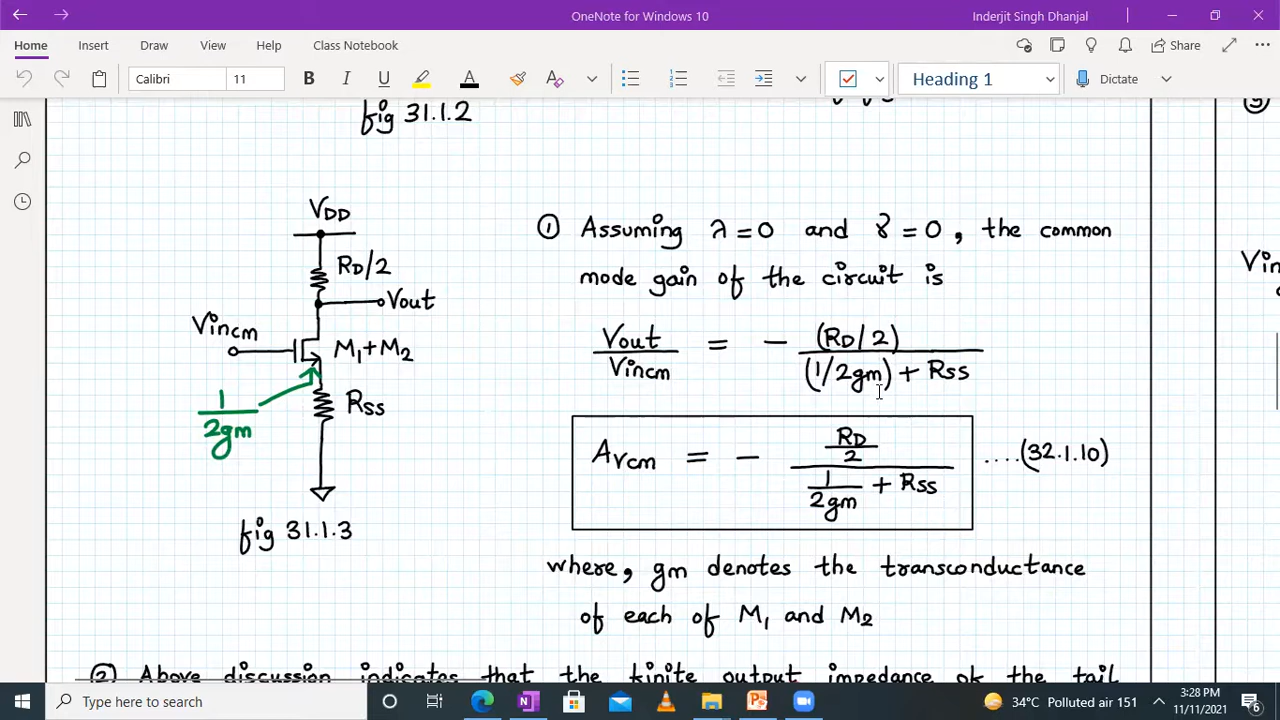 OneNote for Windows 10
Inderjit Singh Dhanjal
Home Insert Draw View Help Class Notebook
Share
Calibri 11 B I U A Heading 1 Dictate
fig 31.1.2
VDD
RD/2
Vout
Vincm
M1+M2
RSS
1/2gm
fig 31.1.3
① Assuming λ=0 and γ=0, the common
mode gain of the circuit is
Vout/Vincm = - (RD/2)/((1/2gm)+RSS)
Avcm = - (RD/2)/(1/2gm + RSS) ....(32.1.10)
where, gm denotes the transconductance
of each of M1 and M2
② Above discussion indicates that the finite output impedance of the tail
③
Vin
Type here to search
34°C Polluted air 151
3:28 PM
11/11/2021
6